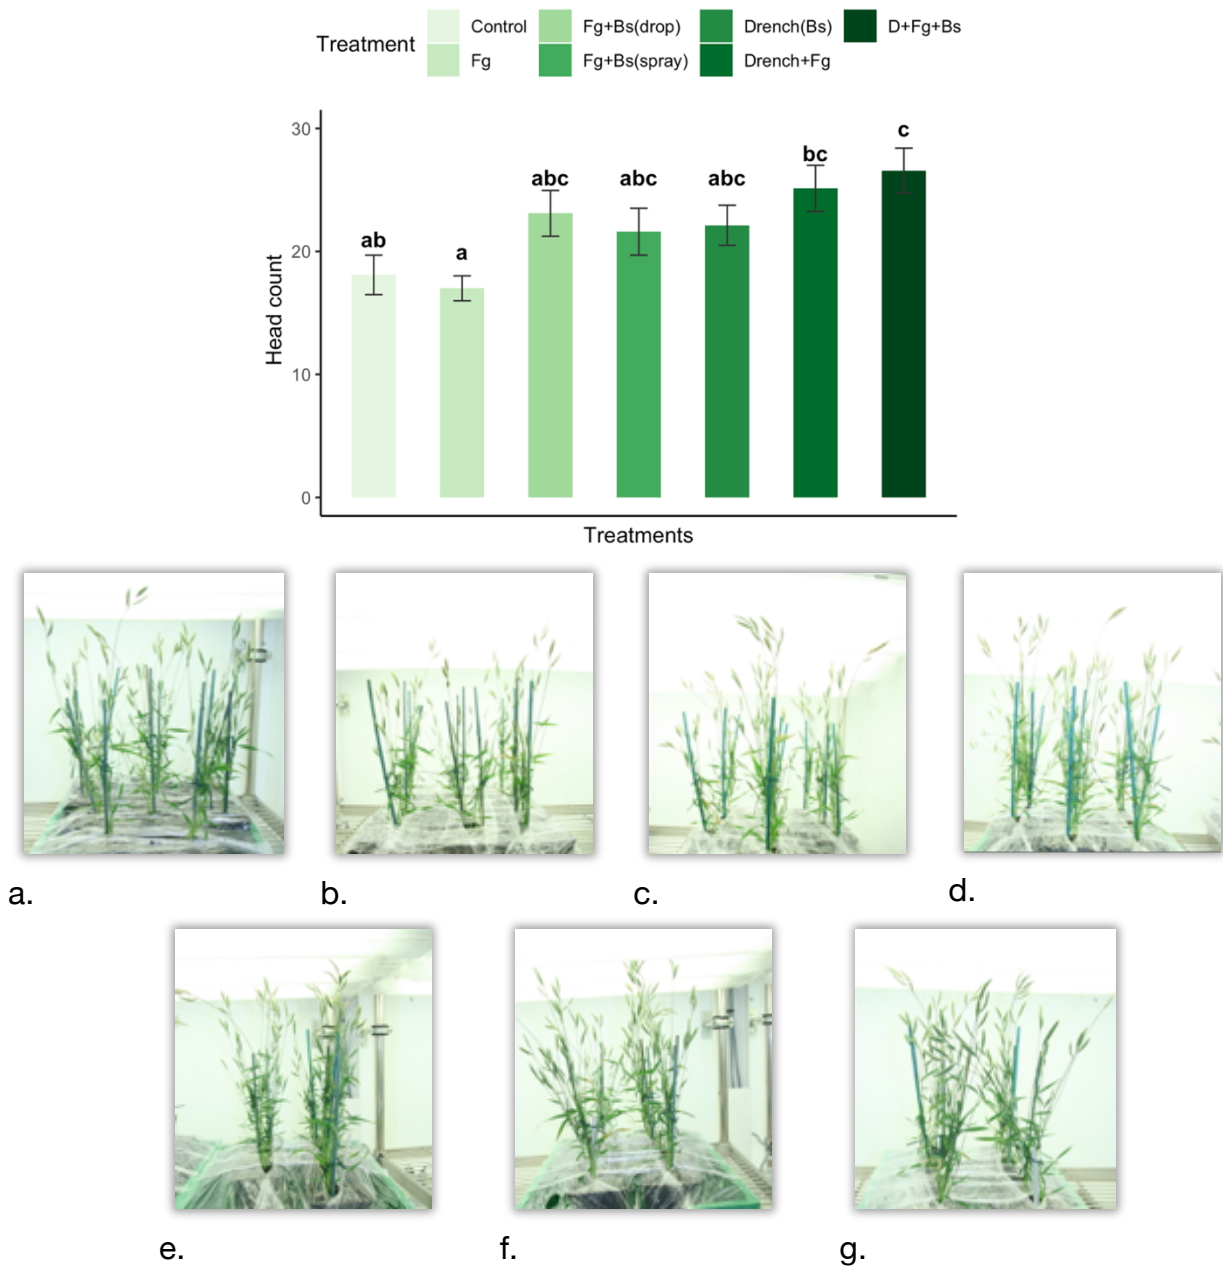 Treatment
Control
Fg+Bs(drop)
Drench(Bs)
D+Fg+Bs
Fg
Fg+Bs(spray)
Drench+Fg
30
20
10
0
Head count
ab
a
abc
abc
abc
bc
c
Treatments
a.
b.
c.
d.
e.
f.
g.